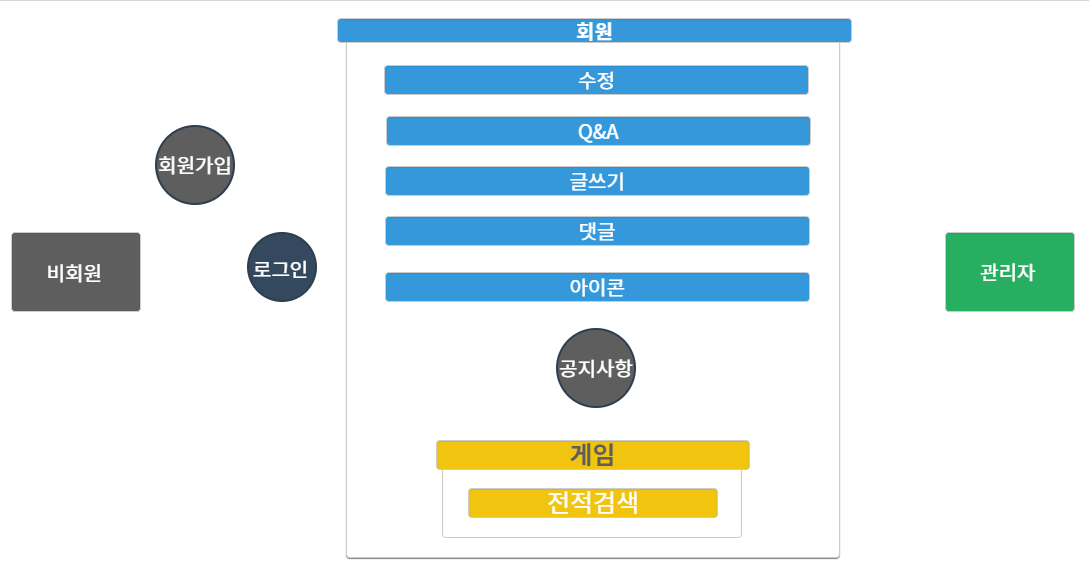 회원
수정
Q&A
회원가입
글쓰기
댓글
비회원
로그인
관리자
아이콘
공지사항
게임
전적검색